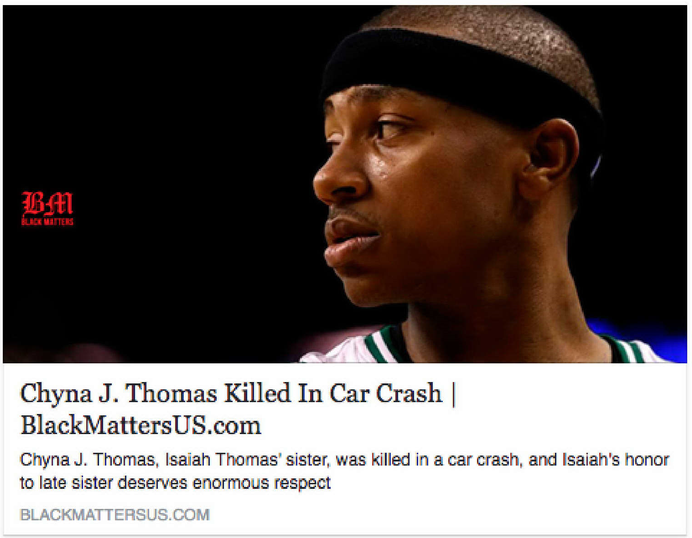 BM
BLACK MATTERS
Chyna J. Thomas Killed In Car Crash |
BlackMattersUS.com
Chyna J. Thomas, Isaiah Thomas' sister, was killed in a car crash, and Isaiah's honor
to late sister deserves enormous respect
BLACKMATTERSUS.COM